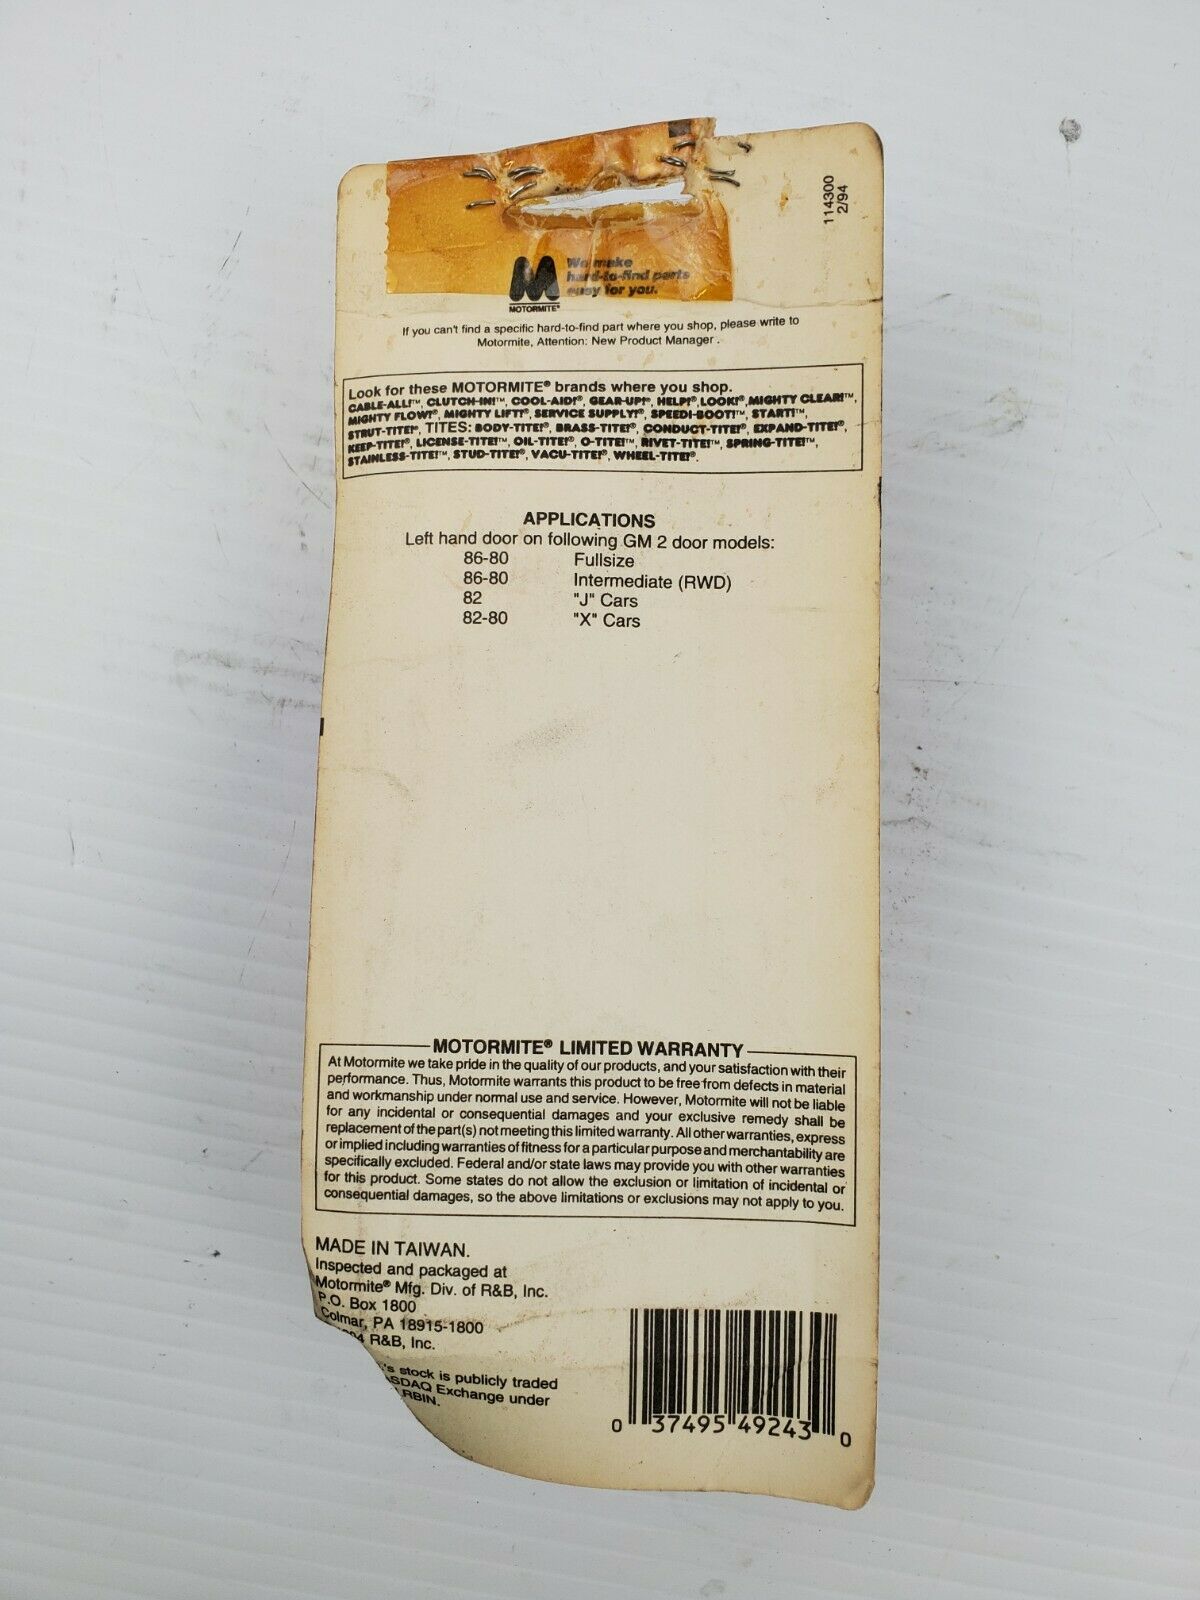 114300
2/94
We make
hard-to-find parts
easy for you.
MOTORMITE®
If you can't find a specific hard-to-find part where you shop, please write to
Motormite, Attention: New Product Manager.
Look for these MOTORMITE® brands where you shop.
CABLE-ALL!™, CLUTCH-IN!™, COOL-AID!®, GEAR-UP!®, HELP!®, LOOK!®, MIGHTY CLEAR!™,
MIGHTY FLOW!®, MIGHTY LIFT!®, SERVICE SUPPLY!®, SPEEDI-BOOT!™, START!™,
STRUT-TITE!®, TITES: BODY-TITE!®, BRASS-TITE!®, CONDUCT-TITE!®, EXPAND-TITE!®,
KEEP-TITE!®, LICENSE-TITE!™, OIL-TITE!®, O-TITE!™, RIVET-TITE!™, SPRING-TITE!™,
STAINLESS-TITE!™, STUD-TITE!®, VACU-TITE!®, WHEEL-TITE!®.
APPLICATIONS
Left hand door on following GM 2 door models:
86-80 Fullsize
86-80 Intermediate (RWD)
82 "J" Cars
82-80 "X" Cars
MOTORMITE® LIMITED WARRANTY
At Motormite we take pride in the quality of our products, and your satisfaction with their
performance. Thus, Motormite warrants this product to be free from defects in material
and workmanship under normal use and service. However, Motormite will not be liable
for any incidental or consequential damages and your exclusive remedy shall be
replacement of the part(s) not meeting this limited warranty. All other warranties, express
or implied including warranties of fitness for a particular purpose and merchantability are
specifically excluded. Federal and/or state laws may provide you with other warranties
for this product. Some states do not allow the exclusion or limitation of incidental or
consequential damages, so the above limitations or exclusions may not apply to you.
MADE IN TAIWAN.
Inspected and packaged at
Motormite® Mfg. Div. of R&B, Inc.
P.O. Box 1800
Colmar, PA 18915-1800
R&B, Inc.
stock is publicly traded
Exchange under
RBIN.
0 37495 49243 0